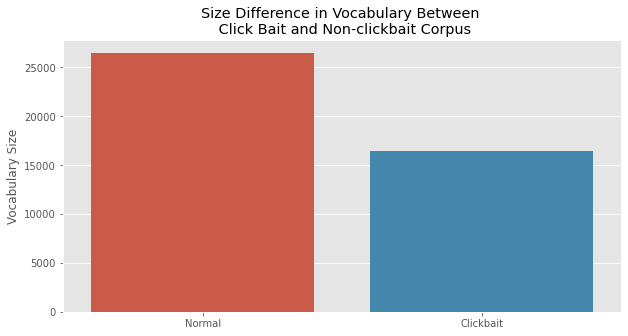 Size Difference in Vocabulary Between
Click Bait and Non-clickbait Corpus
Vocabulary Size
25000
20000
15000
10000
5000
0
Normal
Clickbait